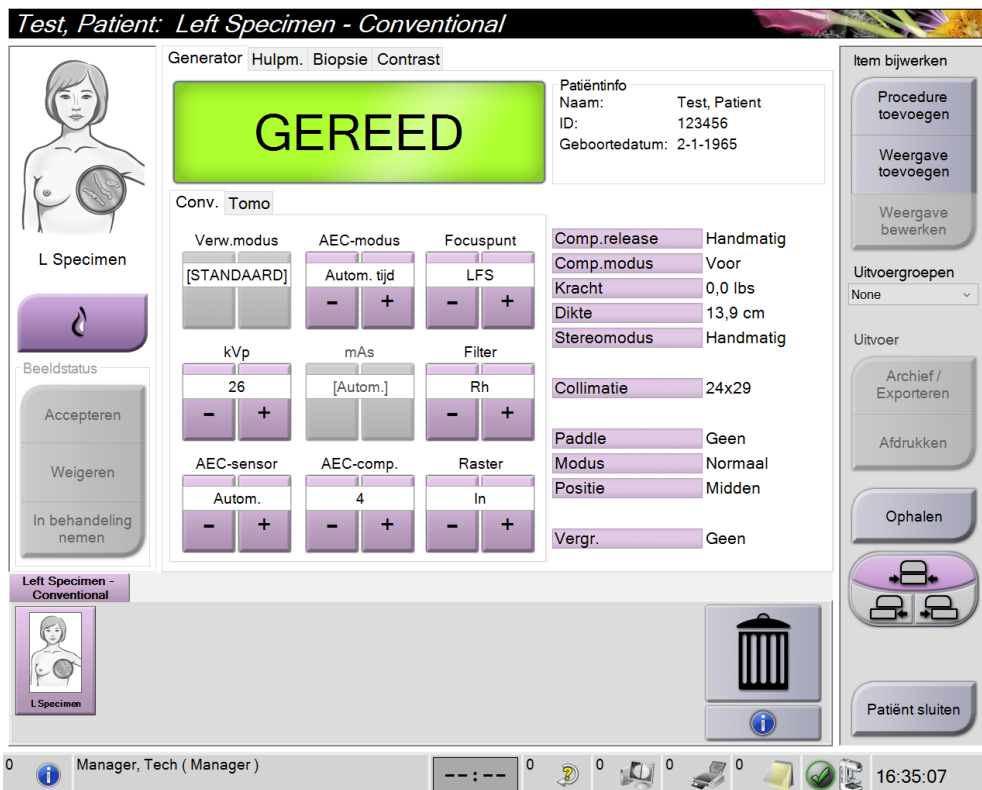 Test, Patient: Left Specimen - Conventional
Generator Hulpm. Biopsie Contrast
GEREED
Patiëntinfo
Naam: Test, Patient
ID: 123456
Geboortedatum: 2-1-1965
L Specimen
Beeldstatus
Accepteren
Weigeren
In behandeling
nemen
Conv. Tomo
Verw.modus AEC-modus Focuspunt
[STANDAARD] Autom. tijd LFS
- + - +
kVp mAs Filter
26 [Autom.] Rh
- + - +
AEC-sensor AEC-comp. Raster
Autom. 4 In
- + - + - +
Comp.release Handmatig
Comp.modus Voor
Kracht 0,0 lbs
Dikte 13,9 cm
Stereomodus Handmatig
Collimatie 24x29
Paddle Geen
Modus Normaal
Positie Midden
Vergr. Geen
Item bijwerken
Procedure
toevoegen
Weergave
toevoegen
Weergave
bewerken
Uitvoergroepen
None
Uitvoer
Archief /
Exporteren
Afdrukken
Ophalen
Patiënt sluiten
Left Specimen -
Conventional
L Specimen
0 Manager, Tech ( Manager ) --:-- 0 0 0 0 16:35:07